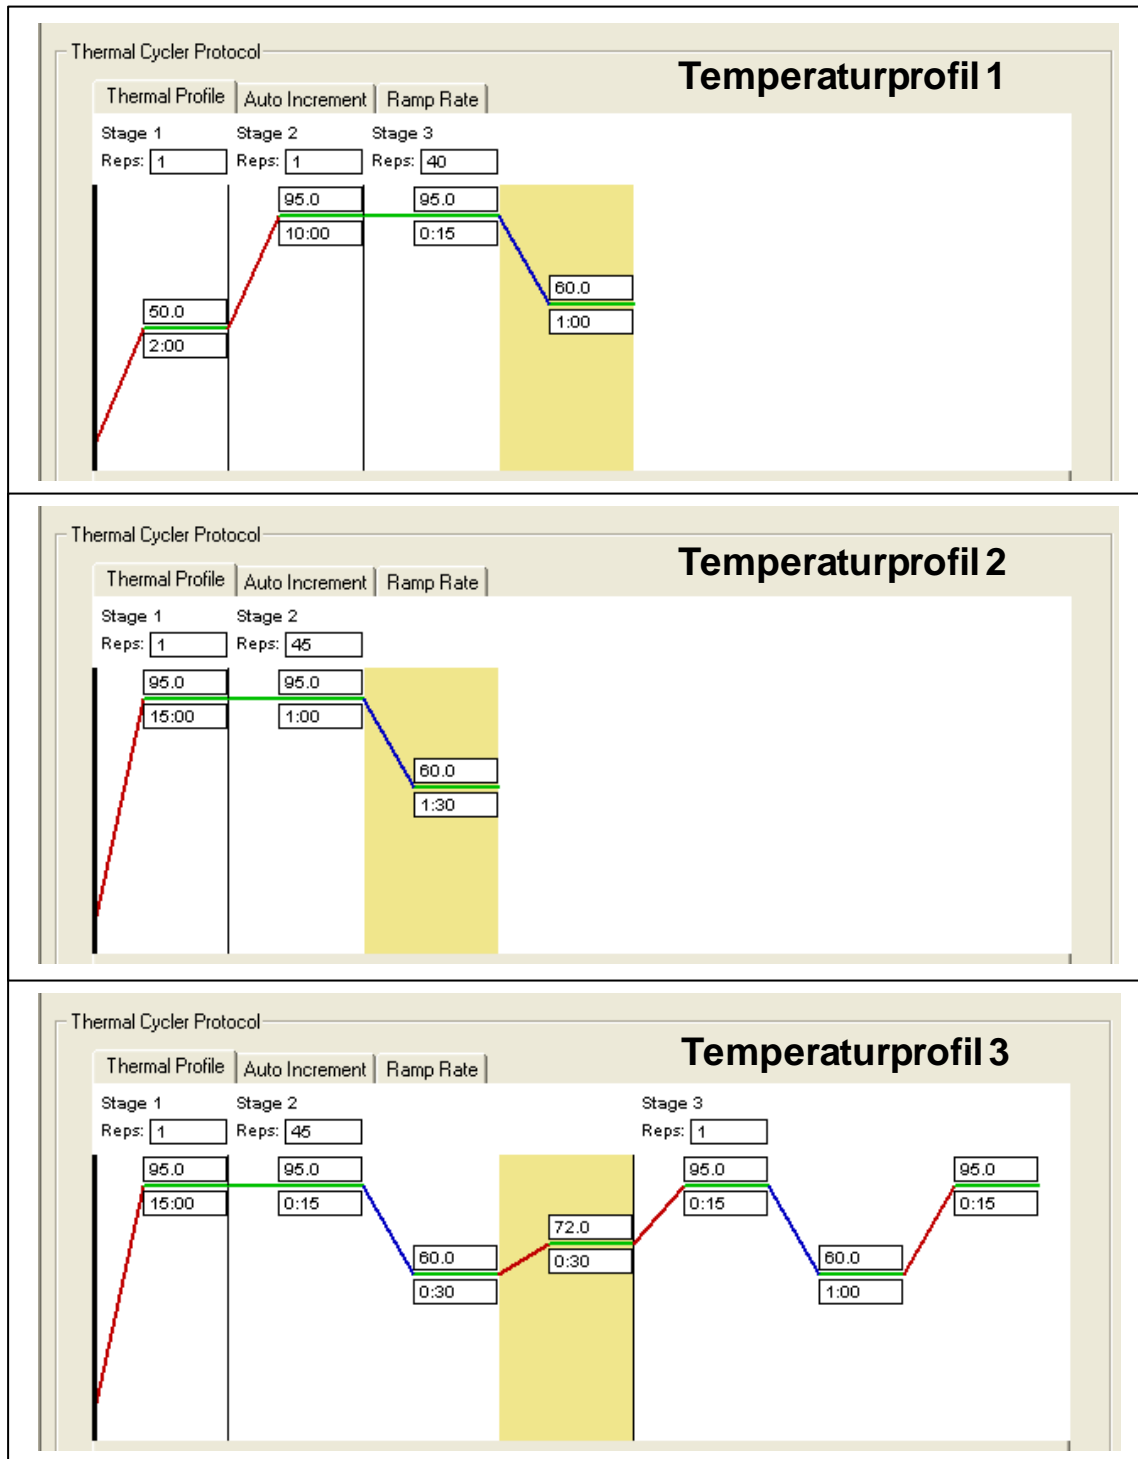 Thermal Cycler Protocol
Temperaturprofil 1
Thermal Profile Auto Increment Ramp Rate
Stage 1 Stage 2 Stage 3
Reps: 1 Reps: 1 Reps: 40
95.0 95.0
10:00 0:15
60.0
50.0
1:00
2:00
Thermal Cycler Protocol
Temperaturprofil 2
Thermal Profile Auto Increment Ramp Rate
Stage 1 Stage 2
Reps: 1 Reps: 45
95.0 95.0
15:00 1:00
60.0
1:30
Thermal Cycler Protocol
Temperaturprofil 3
Thermal Profile Auto Increment Ramp Rate
Stage 1 Stage 2 Stage 3
Reps: 1 Reps: 45 Reps: 1
95.0 95.0 95.0 95.0
15:00 0:15 0:15 0:15
72.0
60.0 0:30 60.0
0:30 1:00